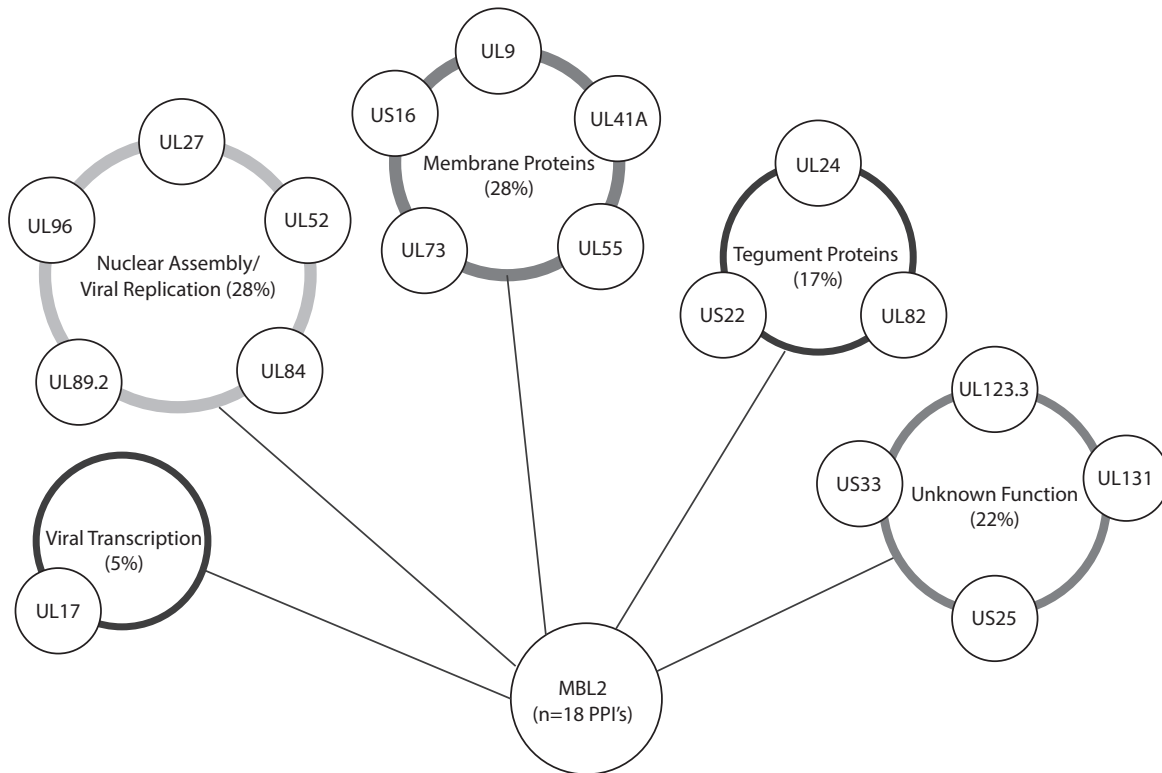 UL9
US16
UL41A
Membrane Proteins
(28%)
UL73
UL55
UL27
UL96
UL52
Nuclear Assembly/
Viral Replication (28%)
UL89.2
UL84
UL24
Tegument Proteins
(17%)
US22
UL82
UL123.3
US33
UL131
Unknown Function
(22%)
US25
Viral Transcription
(5%)
UL17
MBL2
(n=18 PPI's)